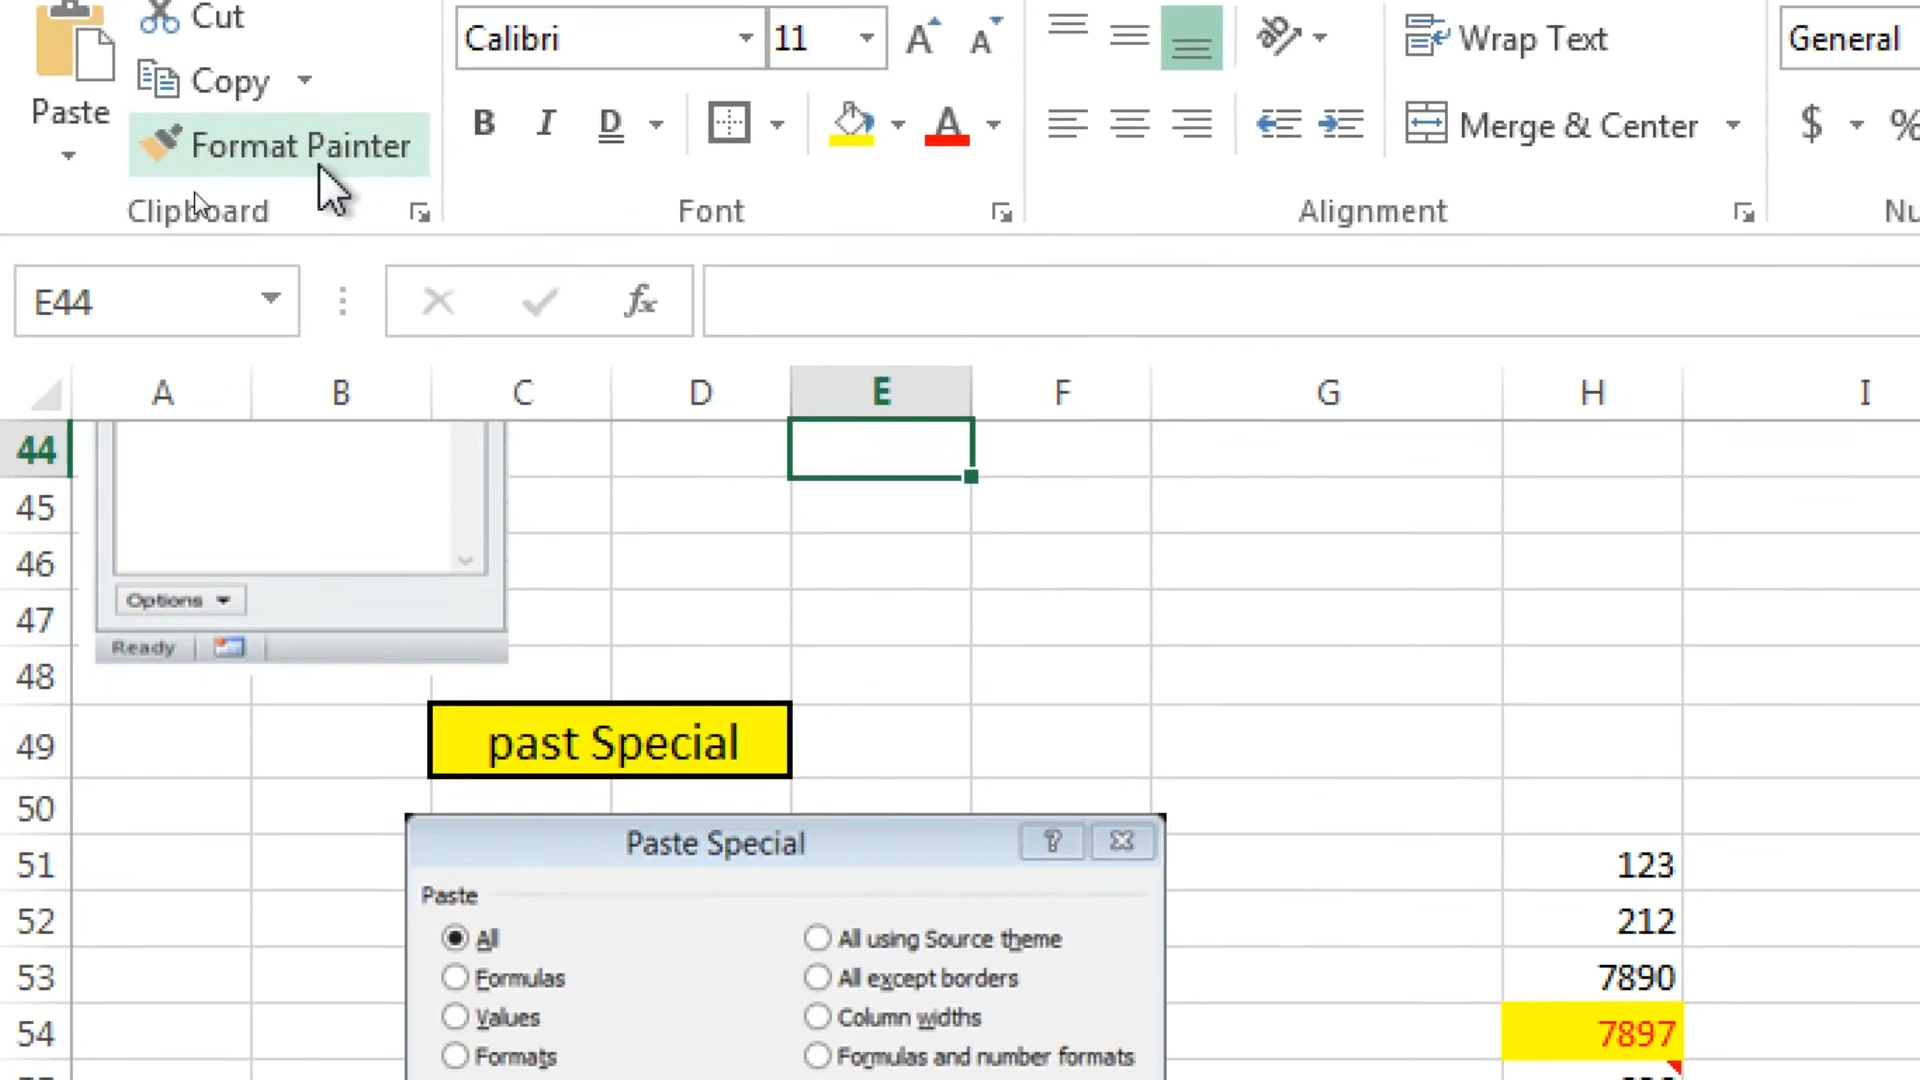 Cut
Calibri 11 A A
Wrap Text
General
Copy
Paste
Format Painter
B I D A
Merge & Center
$ %
Clipboard
Font
Alignment
Nu
E44 fx
A B C D E F G H I
44
45
46
47
Options
48
Ready
49 past Special
50
Paste Special ?
51 123
Paste
52 212
All
All using Source theme
53 7890
Formulas
All except borders
54 7897
Values
Column widths
Formats
Formulas and number formats